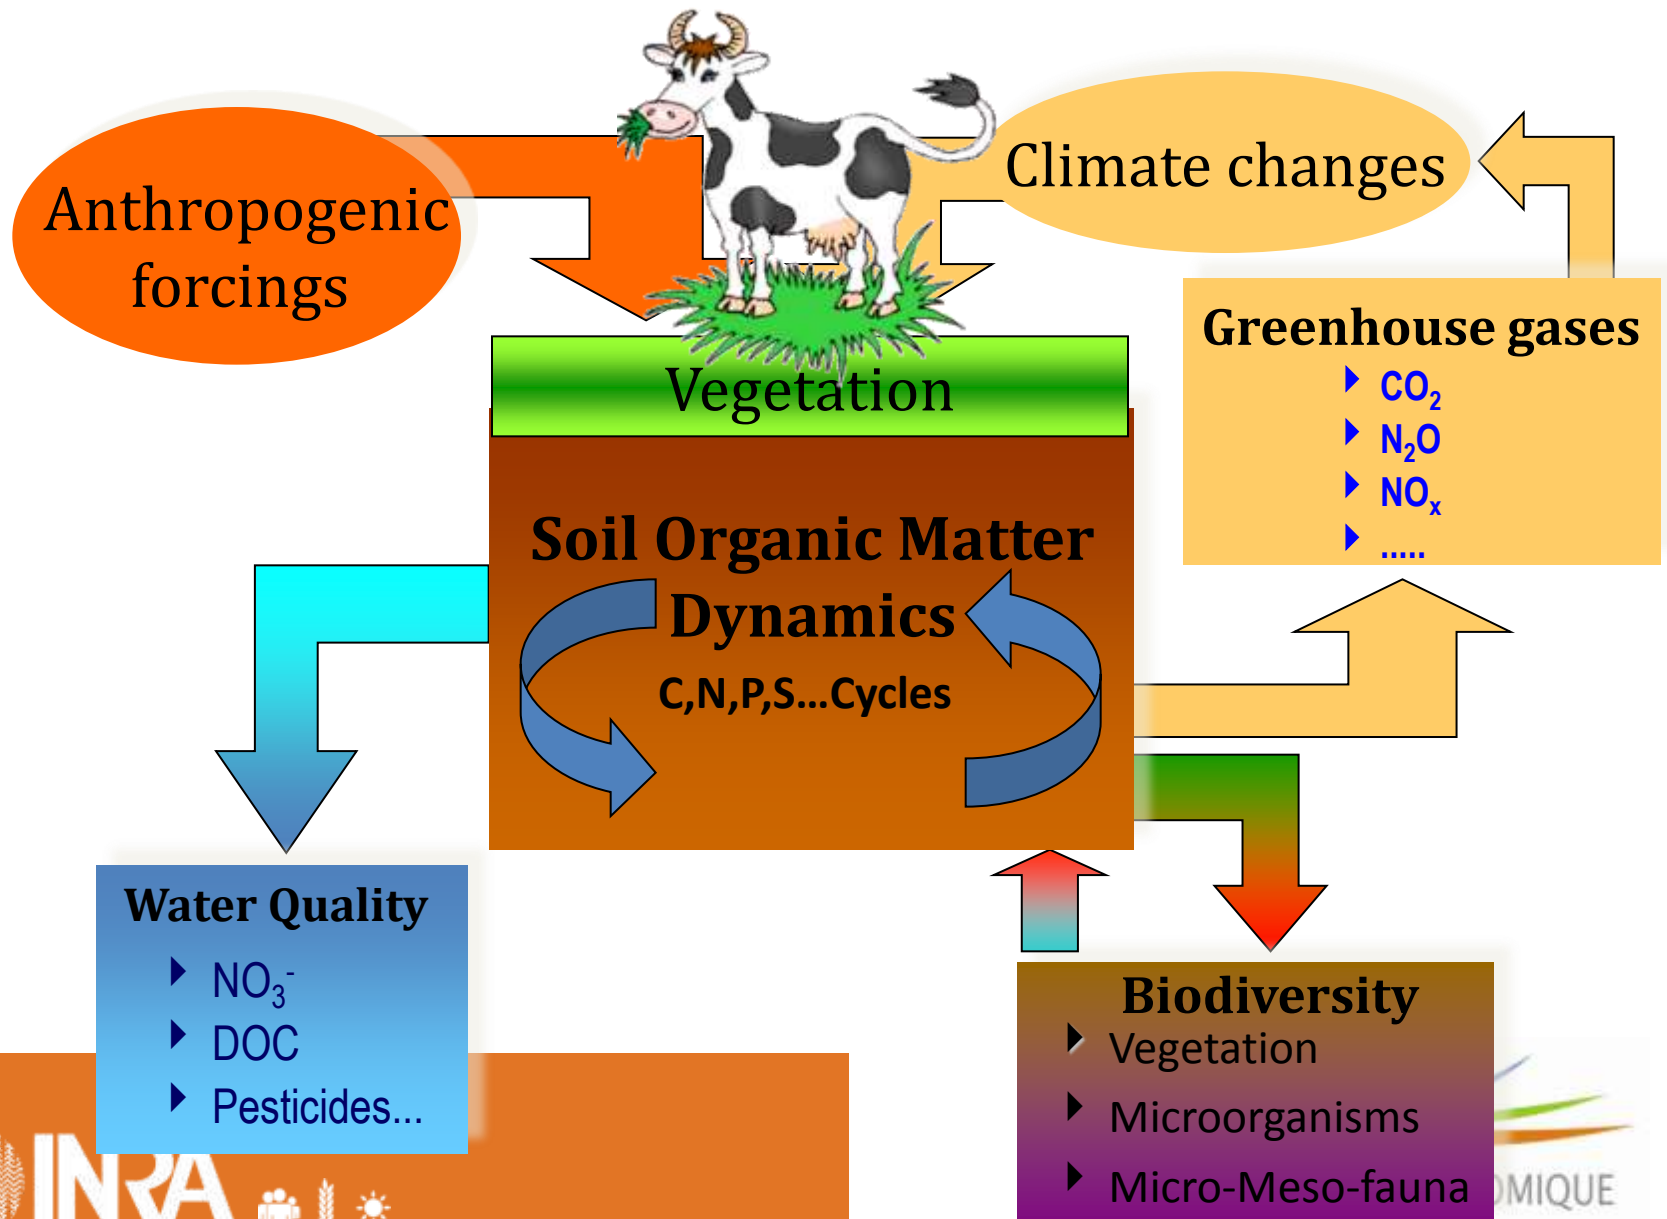 Anthropogenic
forcings
Climate changes
Vegetation
Greenhouse gases
CO₂
N₂O
NOₓ
.....
Soil Organic Matter
Dynamics
C,N,P,S...Cycles
Water Quality
NO₃⁻
DOC
Pesticides...
Biodiversity
Vegetation
Microorganisms
Micro-Meso-fauna
INRA
OMIQUE